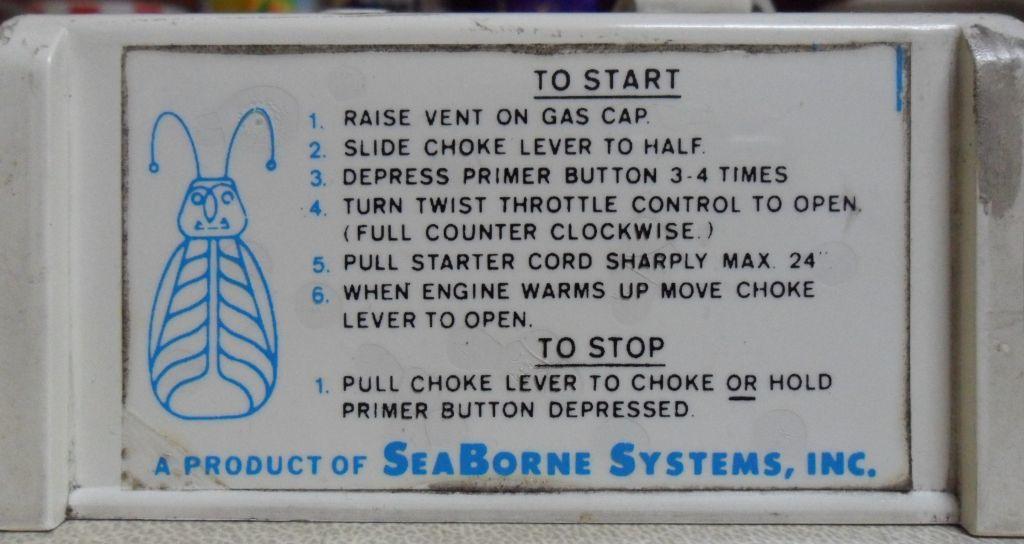 TO START
1. RAISE VENT ON GAS CAP.
2. SLIDE CHOKE LEVER TO HALF.
3. DEPRESS PRIMER BUTTON 3-4 TIMES
4. TURN TWIST THROTTLE CONTROL TO OPEN.
(FULL COUNTER CLOCKWISE.)
5. PULL STARTER CORD SHARPLY MAX. 24"
6. WHEN ENGINE WARMS UP MOVE CHOKE
LEVER TO OPEN.
TO STOP
1. PULL CHOKE LEVER TO CHOKE OR HOLD
PRIMER BUTTON DEPRESSED.
A PRODUCT OF SEABORNE SYSTEMS, INC.